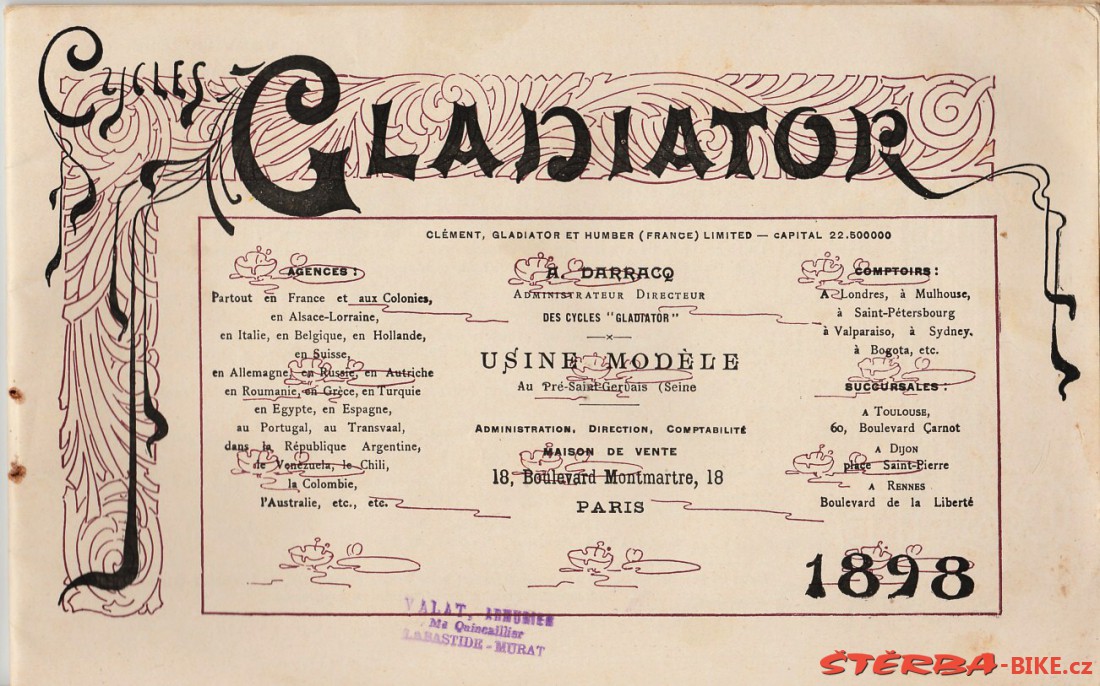 CYCLES GLADIATOR
CLÉMENT, GLADIATOR ET HUMBER (FRANCE) LIMITED — CAPITAL 22.500000
AGENCES :
Partout en France et aux Colonies,
en Alsace-Lorraine,
en Italie, en Belgique, en Hollande,
en Suisse,
en Allemagne, en Russie, en Autriche
en Roumanie, en Grèce, en Turquie
en Egypte, en Espagne,
au Portugal, au Transvaal,
dans la République Argentine,
le Vénézuela, le Chili,
la Colombie,
l'Australie, etc., etc.
A. DARRACQ
ADMINISTRATEUR DIRECTEUR
DES CYCLES "GLADIATOR"
USINE MODÈLE
Au Pré-Saint-Gervais (Seine
ADMINISTRATION, DIRECTION, COMPTABILITÉ
MAISON DE VENTE
18, Boulevard Montmartre, 18
PARIS
COMPTOIRS :
A Londres, à Mulhouse,
à Saint-Pétersbourg
à Valparaiso, à Sydney.
à Bogota, etc.
SUCCURSALES :
A TOULOUSE,
60, Boulevard Çarnot
A DIJON
place Saint-Pierre
A RENNES
Boulevard de la Liberté
1898
VALAT, ARMURIER
Md Quincaillier
LABASTIDE-MURAT
ŠTĚRBA-BIKE.cz